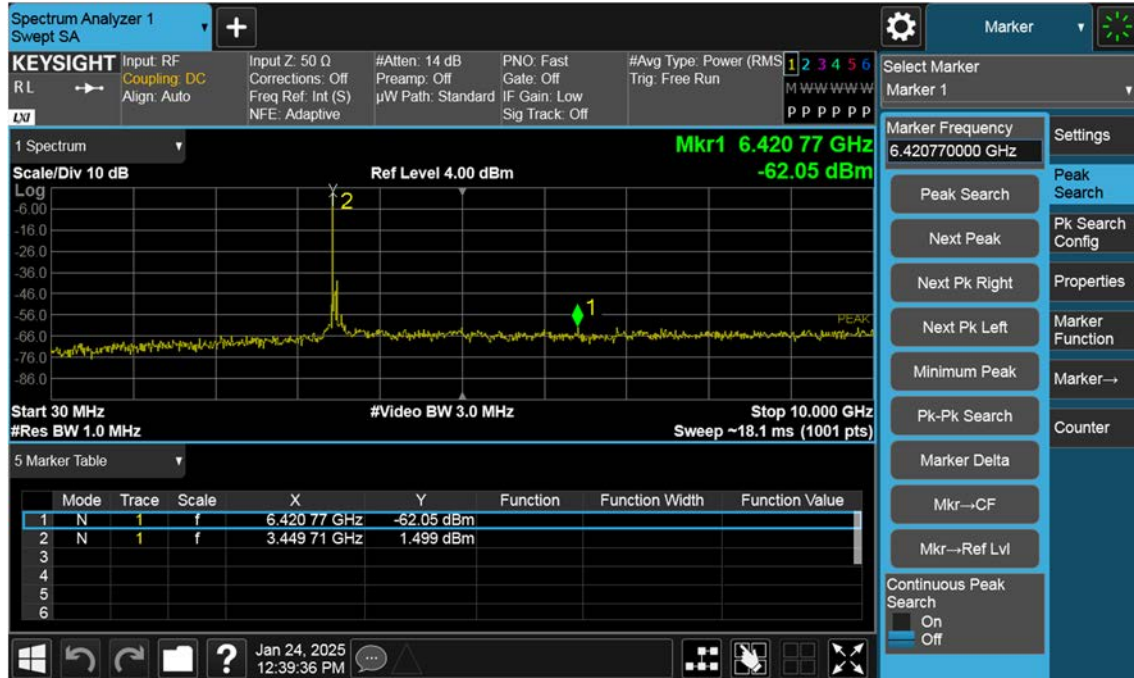 Spectrum Analyzer 1
Swept SA
Marker
KEYSIGHT
RL
LXI
Input: RF
Coupling: DC
Align: Auto
Input Z: 50 Ω
Corrections: Off
Freq Ref: Int (S)
NFE: Adaptive
#Atten: 14 dB
Preamp: Off
µW Path: Standard
PNO: Fast
Gate: Off
IF Gain: Low
Sig Track: Off
#Avg Type: Power (RMS
Trig: Free Run
1 2 3 4 5 6
M W W W W W
P P P P P P
Select Marker
Marker 1
1 Spectrum
Mkr1 6.420 77 GHz
Scale/Div 10 dB
Ref Level 4.00 dBm
-62.05 dBm
Log
-6.00
-16.0
-26.0
-36.0
-46.0
-56.0
-66.0
-76.0
-86.0
2
1
PEAK
Start 30 MHz
#Video BW 3.0 MHz
Stop 10.000 GHz
#Res BW 1.0 MHz
Sweep ~18.1 ms (1001 pts)
5 Marker Table
Mode Trace Scale X Y Function Function Width Function Value
1 N 1 f 6.420 77 GHz -62.05 dBm
2 N 1 f 3.449 71 GHz 1.499 dBm
3
4
5
6
Marker Frequency
6.420770000 GHz
Peak Search
Next Peak
Next Pk Right
Next Pk Left
Minimum Peak
Pk-Pk Search
Marker Delta
Mkr→CF
Mkr→Ref Lvl
Continuous Peak
Search
On
Off
Settings
Peak
Search
Pk Search
Config
Properties
Marker
Function
Marker→
Counter
?
Jan 24, 2025
12:39:36 PM